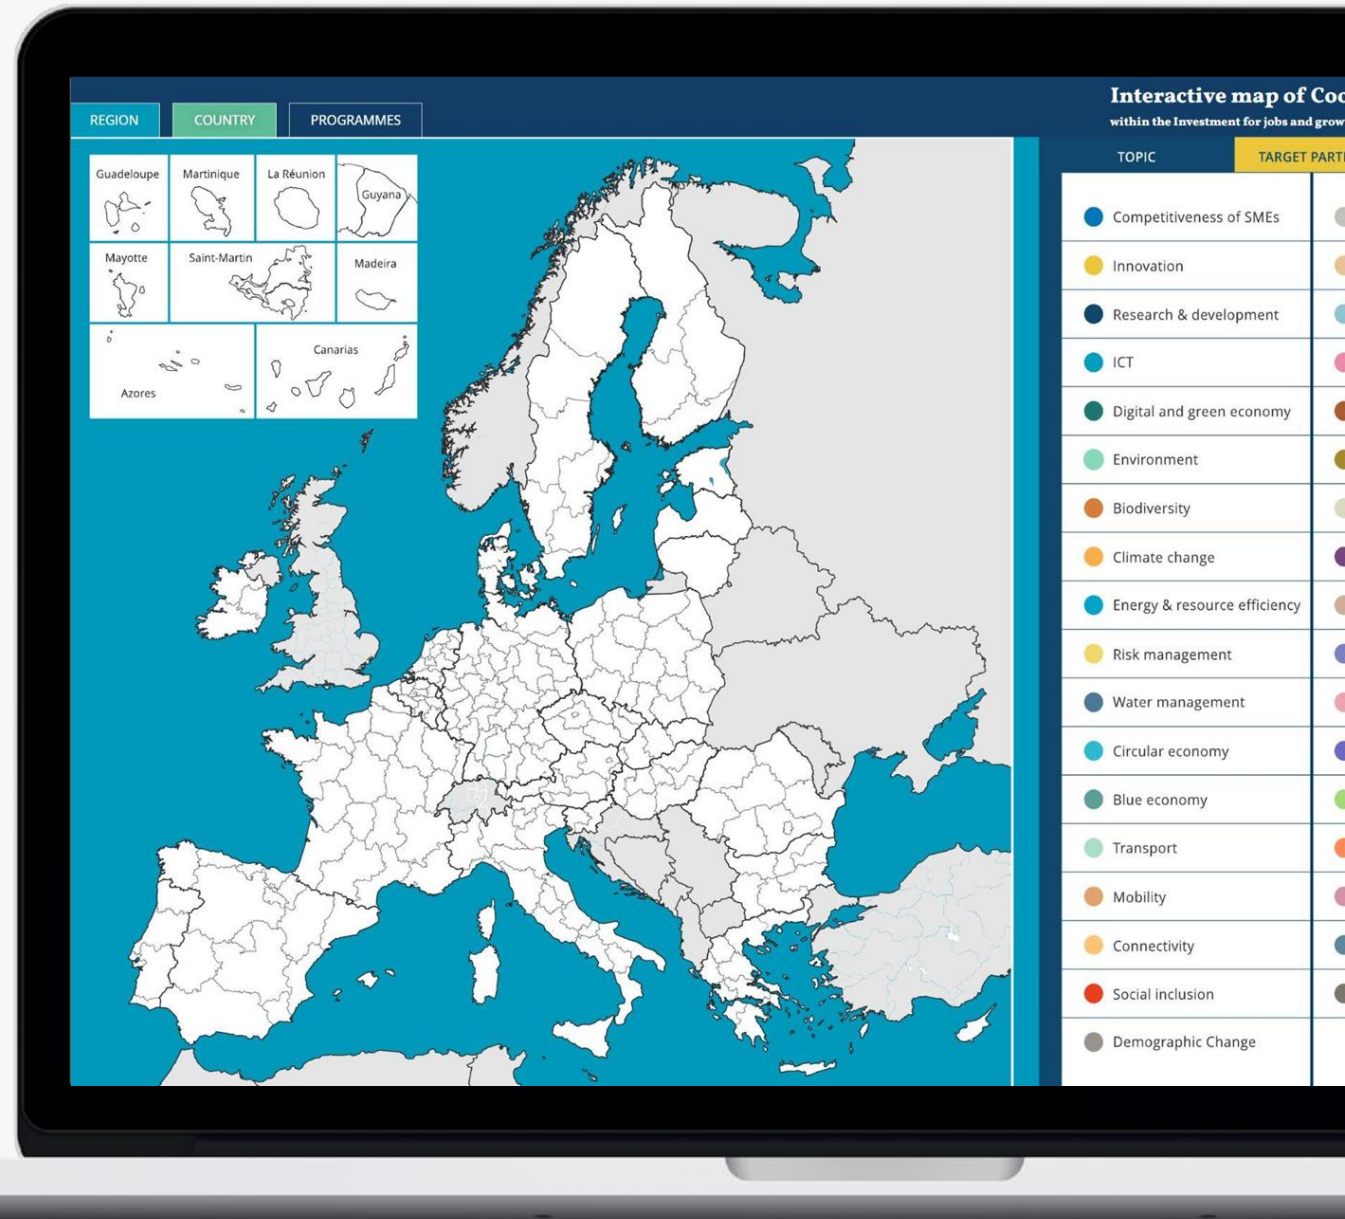 REGION
COUNTRY
PROGRAMMES
Interactive map of
within the Investment for jobs and
TOPIC
TARGET
Guadeloupe
Martinique
La Réunion
Guyana
Mayotte
Saint-Martin
Madeira
Azores
Canarias
Competitiveness of SMEs
Innovation
Research & development
ICT
Digital and green economy
Environment
Biodiversity
Climate change
Energy & resource efficiency
Risk management
Water management
Circular economy
Blue economy
Transport
Mobility
Connectivity
Social inclusion
Demographic Change